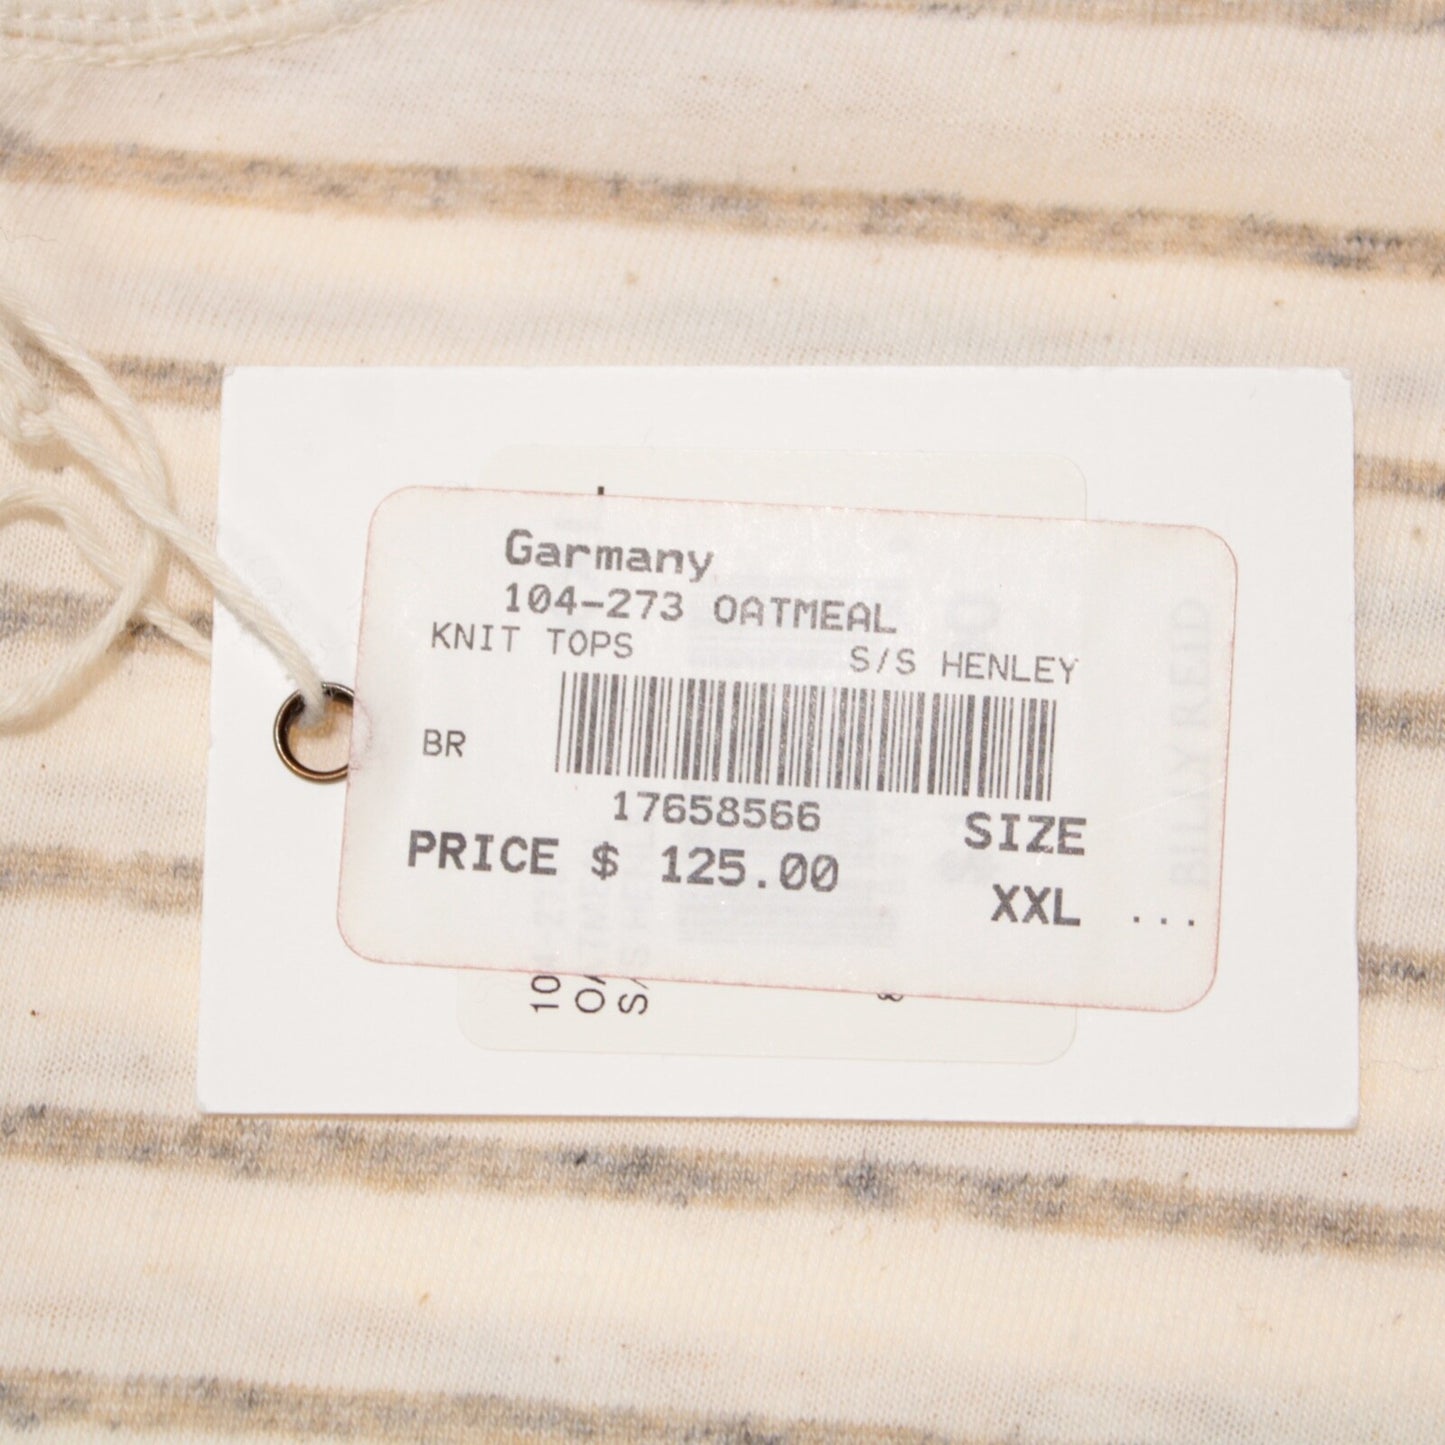 Garmany
104-273 OATMEAL
KNIT TOPS S/S HENLEY
BR
17658566
SIZE
PRICE $ 125.00
XXL ...
BILLY REID